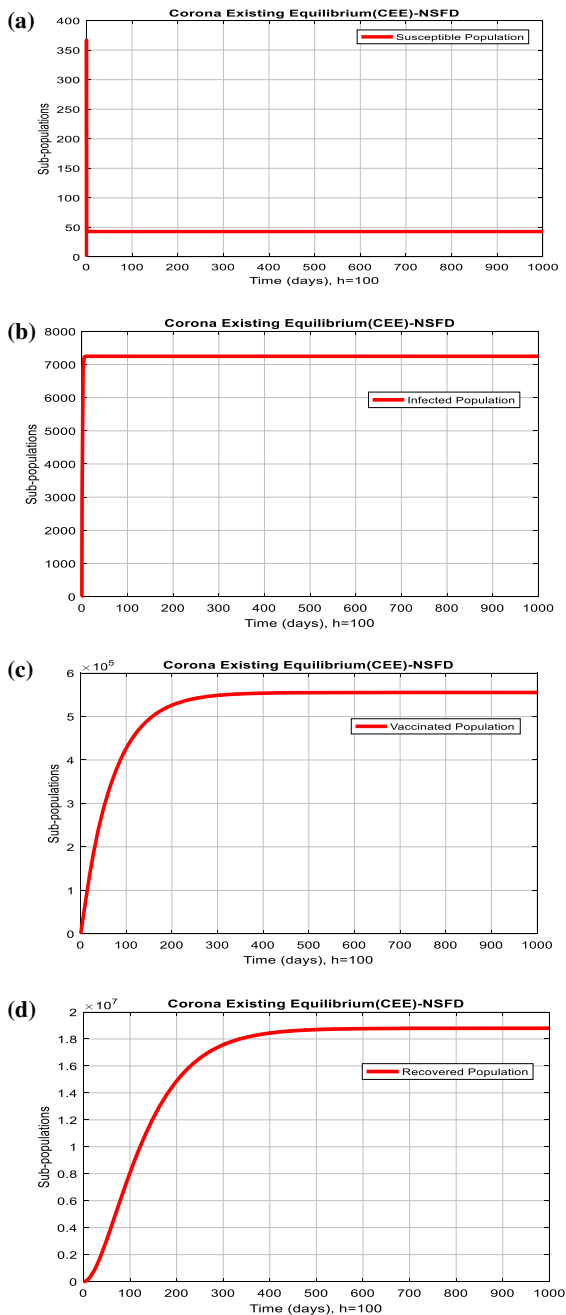 (a)
Corona Existing Equilibrium(CEE)-NSFD
400
350
300
250
200
150
100
50
0
Sub-populations
Susceptible Population
0 100 200 300 400 500 600 700 800 900 1000
Time (days), h=100
(b)
Corona Existing Equilibrium(CEE)-NSFD
8000
7000
6000
5000
4000
3000
2000
1000
0
Sub-populations
Infected Population
0 100 200 300 400 500 600 700 800 900 1000
Time (days), h=100
(c)
×10^5
Corona Existing Equilibrium(CEE)-NSFD
6
5
4
3
2
1
0
Sub-populations
Vaccinated Population
0 100 200 300 400 500 600 700 800 900 1000
Time (days), h=100
(d)
×10^7
Corona Existing Equilibrium(CEE)-NSFD
2
1.8
1.6
1.4
1.2
1
0.8
0.6
0.4
0.2
0
Sub-populations
Recovered Population
0 100 200 300 400 500 600 700 800 900 1000
Time (days), h=100